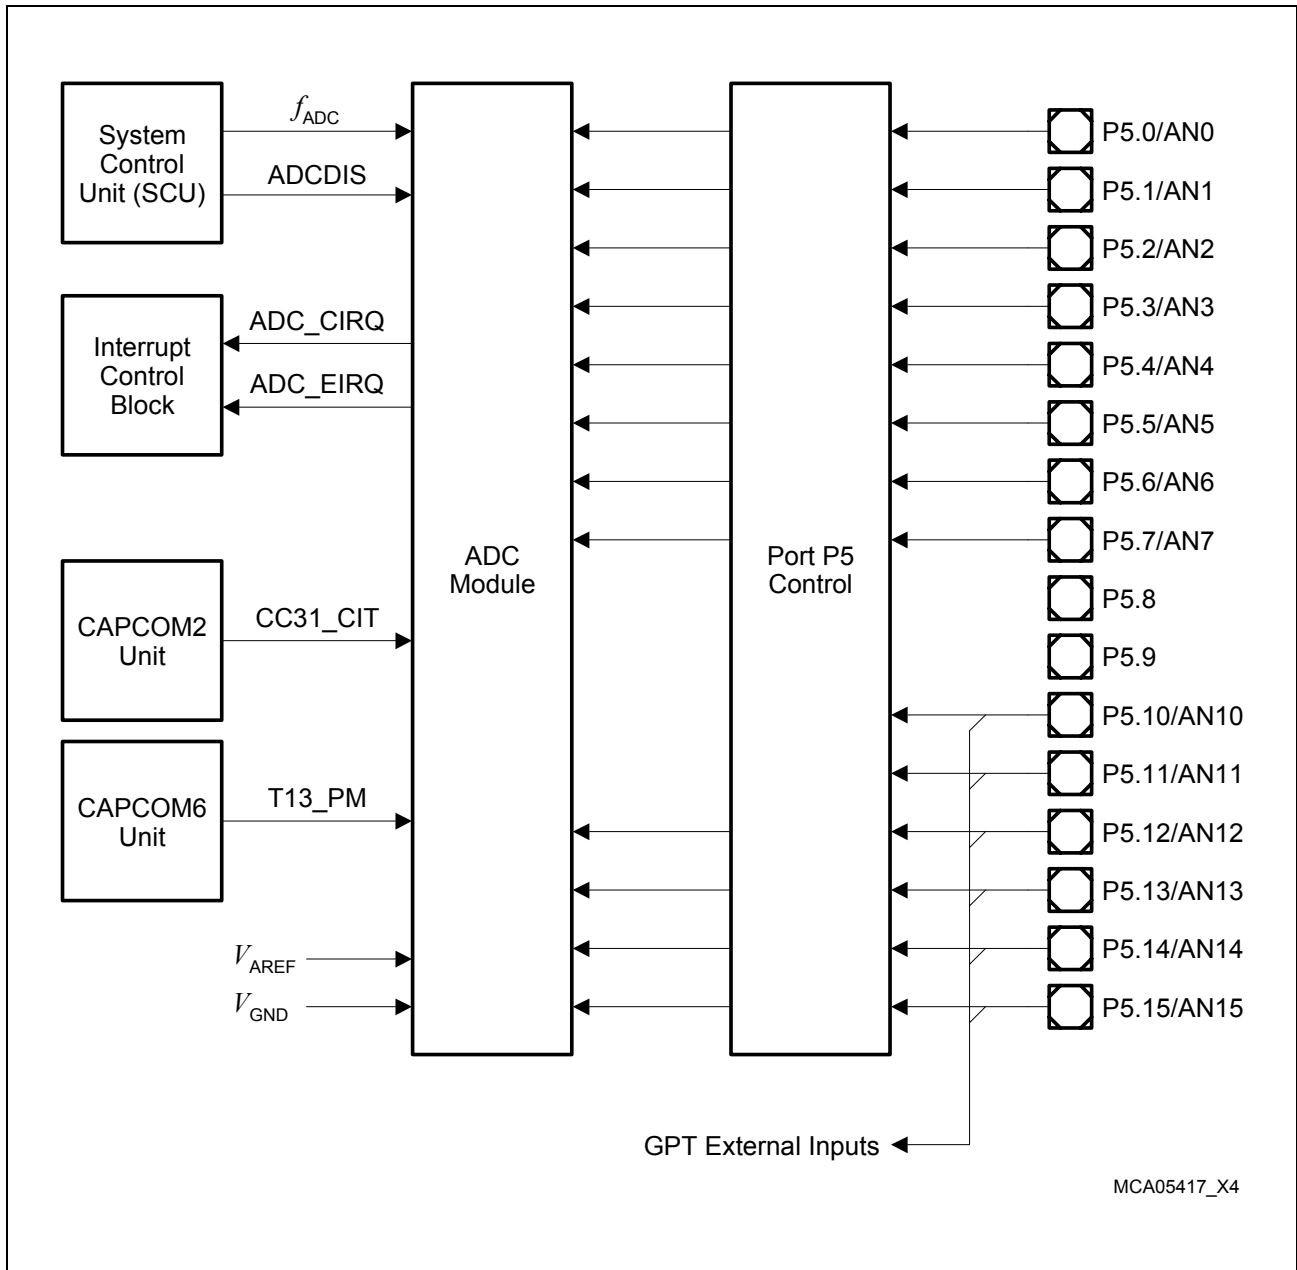 System
Control
Unit (SCU)
fADC
ADCDIS
Interrupt
Control
Block
ADC_CIRQ
ADC_EIRQ
CAPCOM2
Unit
CC31_CIT
CAPCOM6
Unit
T13_PM
VAREF
VGND
ADC
Module
Port P5
Control
P5.0/AN0
P5.1/AN1
P5.2/AN2
P5.3/AN3
P5.4/AN4
P5.5/AN5
P5.6/AN6
P5.7/AN7
P5.8
P5.9
P5.10/AN10
P5.11/AN11
P5.12/AN12
P5.13/AN13
P5.14/AN14
P5.15/AN15
GPT External Inputs
MCA05417_X4